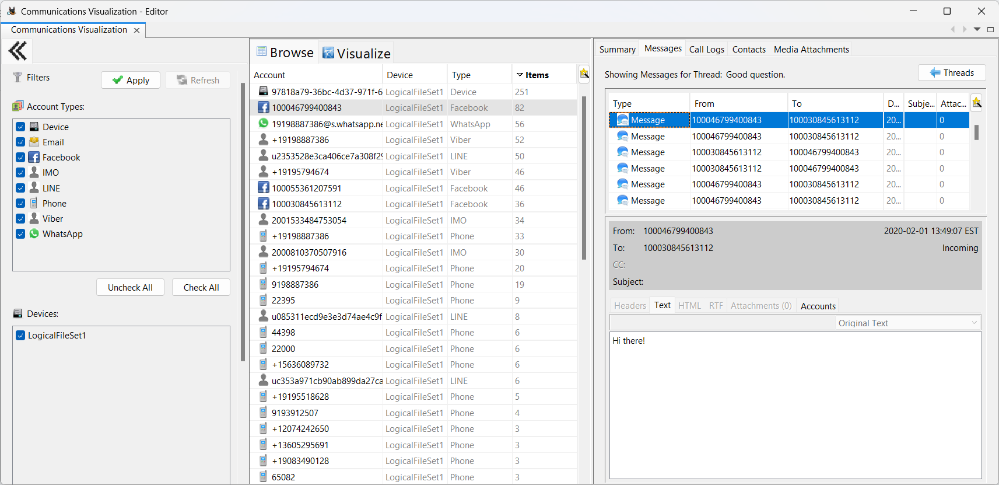 Communications Visualization - Editor
Communications Visualization
Filters
Apply
Refresh
Account Types:
Device
Email
Facebook
IMO
LINE
Phone
Viber
WhatsApp
Uncheck All
Check All
Devices:
LogicalFileSet1
Browse
Visualize
Account Device Type Items
97818a79-36bc-4d37-971f-6 LogicalFileSet1 Device 251
100046799400843 LogicalFileSet1 Facebook 82
19198887386@s.whatsapp.ne LogicalFileSet1 WhatsApp 56
+19198887386 LogicalFileSet1 Viber 52
u2353528e3ca406ce7a308f29 LogicalFileSet1 LINE 50
+19195794674 LogicalFileSet1 Viber 46
100055361207591 LogicalFileSet1 Facebook 46
100030845613112 LogicalFileSet1 Facebook 36
2001533484753054 LogicalFileSet1 IMO 34
+19198887386 LogicalFileSet1 Phone 33
2000810370507916 LogicalFileSet1 IMO 30
+19195794674 LogicalFileSet1 Phone 20
9198887386 LogicalFileSet1 Phone 19
22395 LogicalFileSet1 Phone 9
u085311ecd9e3e3d74ae4c9f LogicalFileSet1 LINE 8
44398 LogicalFileSet1 Phone 6
22000 LogicalFileSet1 Phone 6
+15636089732 LogicalFileSet1 Phone 6
uc353a971cb90ab899da27ca LogicalFileSet1 LINE 6
+19195518628 LogicalFileSet1 Phone 5
9193912507 LogicalFileSet1 Phone 4
+12074242650 LogicalFileSet1 Phone 3
+13605295691 LogicalFileSet1 Phone 3
+19083490128 LogicalFileSet1 Phone 3
65082 LogicalFileSet1 Phone 3
Summary Messages Call Logs Contacts Media Attachments
Showing Messages for Thread: Good question.
Threads
Type From To D... Subje... Attac...
Message 100046799400843 100030845613112 20... 0
Message 100046799400843 100030845613112 20... 0
Message 100030845613112 100046799400843 20... 0
Message 100030845613112 100046799400843 20... 0
Message 100046799400843 100030845613112 20... 0
Message 100046799400843 100030845613112 20... 0
From: 100046799400843 2020-02-01 13:49:07 EST
To: 100030845613112 Incoming
CC:
Subject:
Headers Text HTML RTF Attachments (0) Accounts
Original Text
Hi there!